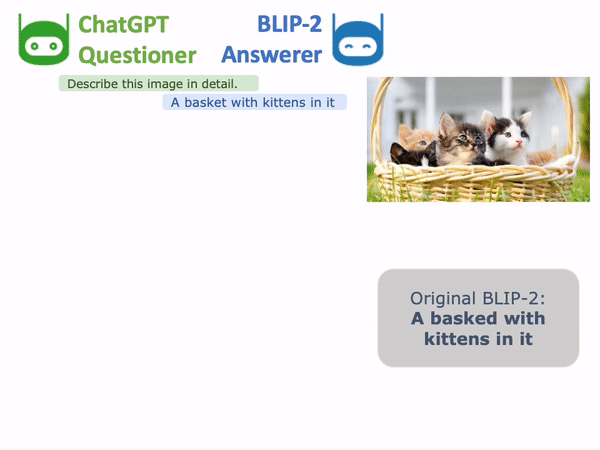 ChatGPT
Questioner
BLIP-2
Answerer
Describe this image in detail.
A basket with kittens in it
Original BLIP-2:
A basked with
kittens in it